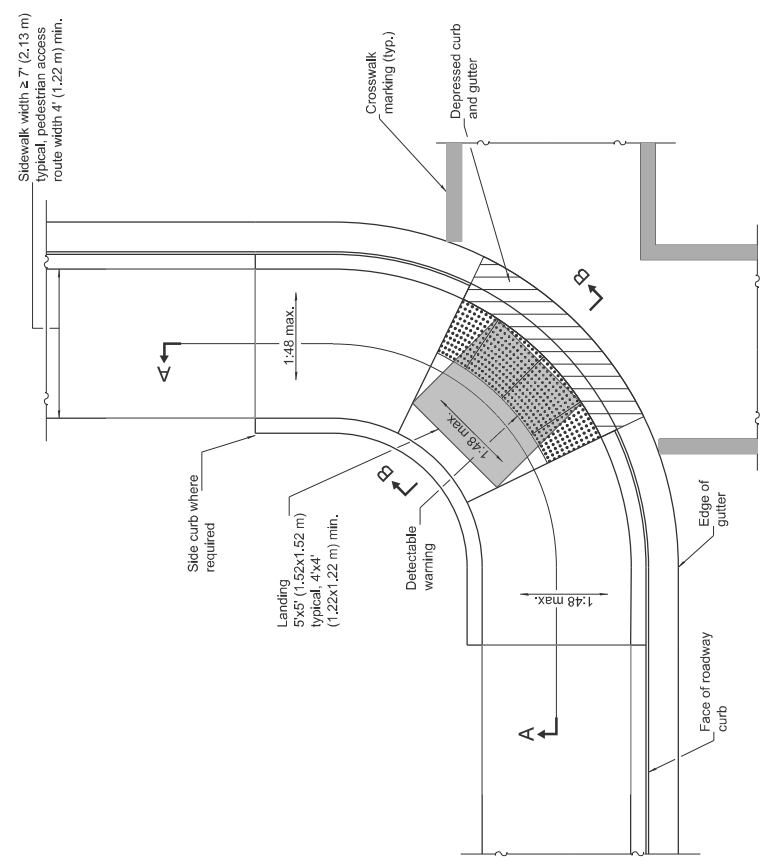 Sidewalk width ≥ 7' (2.13 m)
typical, pedestrian access
route width 4' (1.22 m) min.
Crosswalk
marking (typ.)
Depressed curb
and gutter
A
1:48 max.
B
Side curb where
required
B
1:48 max.
Landing
5'x5' (1.52x1.52 m)
typical, 4'x4'
(1.22x1.22 m) min.
Detectable
warning
Edge of
gutter
1:48 max.
A
Face of roadway
curb